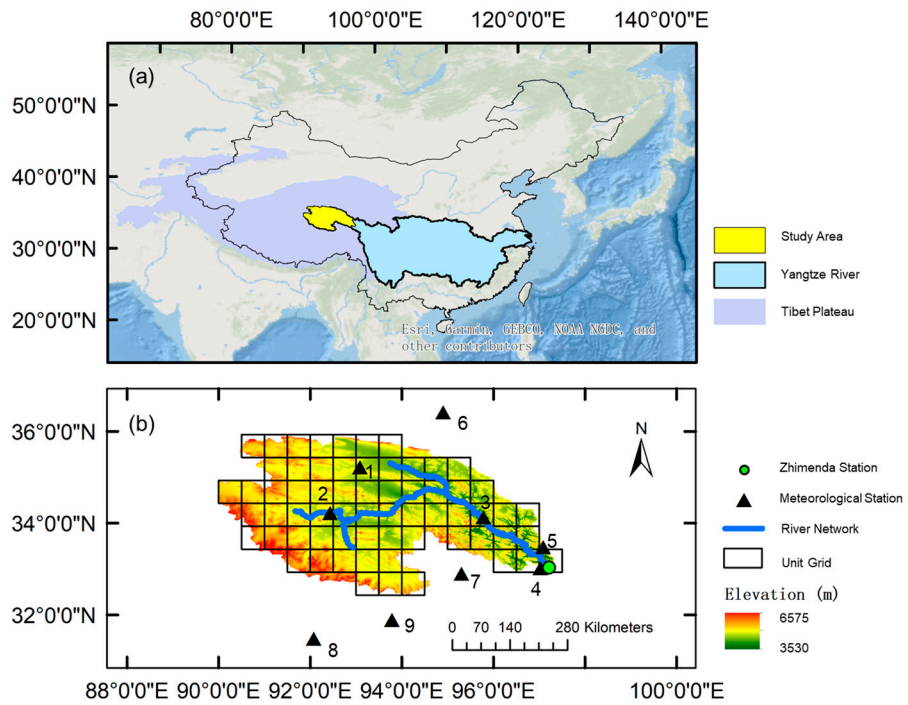 80°0'0"E 100°0'0"E 120°0'0"E 140°0'0"E
(a)
50°0'0"N
40°0'0"N
30°0'0"N
20°0'0"N
Esri, Garmin, GEBCO, NOAA NGDC, and
other contributors
Study Area
Yangtze River
Tibet Plateau
(b)
36°0'0"N
34°0'0"N
32°0'0"N
6
1
2
3
5
4
7
9
8
N
0 70 140 280 Kilometers
88°0'0"E 90°0'0"E 92°0'0"E 94°0'0"E 96°0'0"E 100°0'0"E
Zhimenda Station
Meteorological Station
River Network
Unit Grid
Elevation (m)
6575
3530